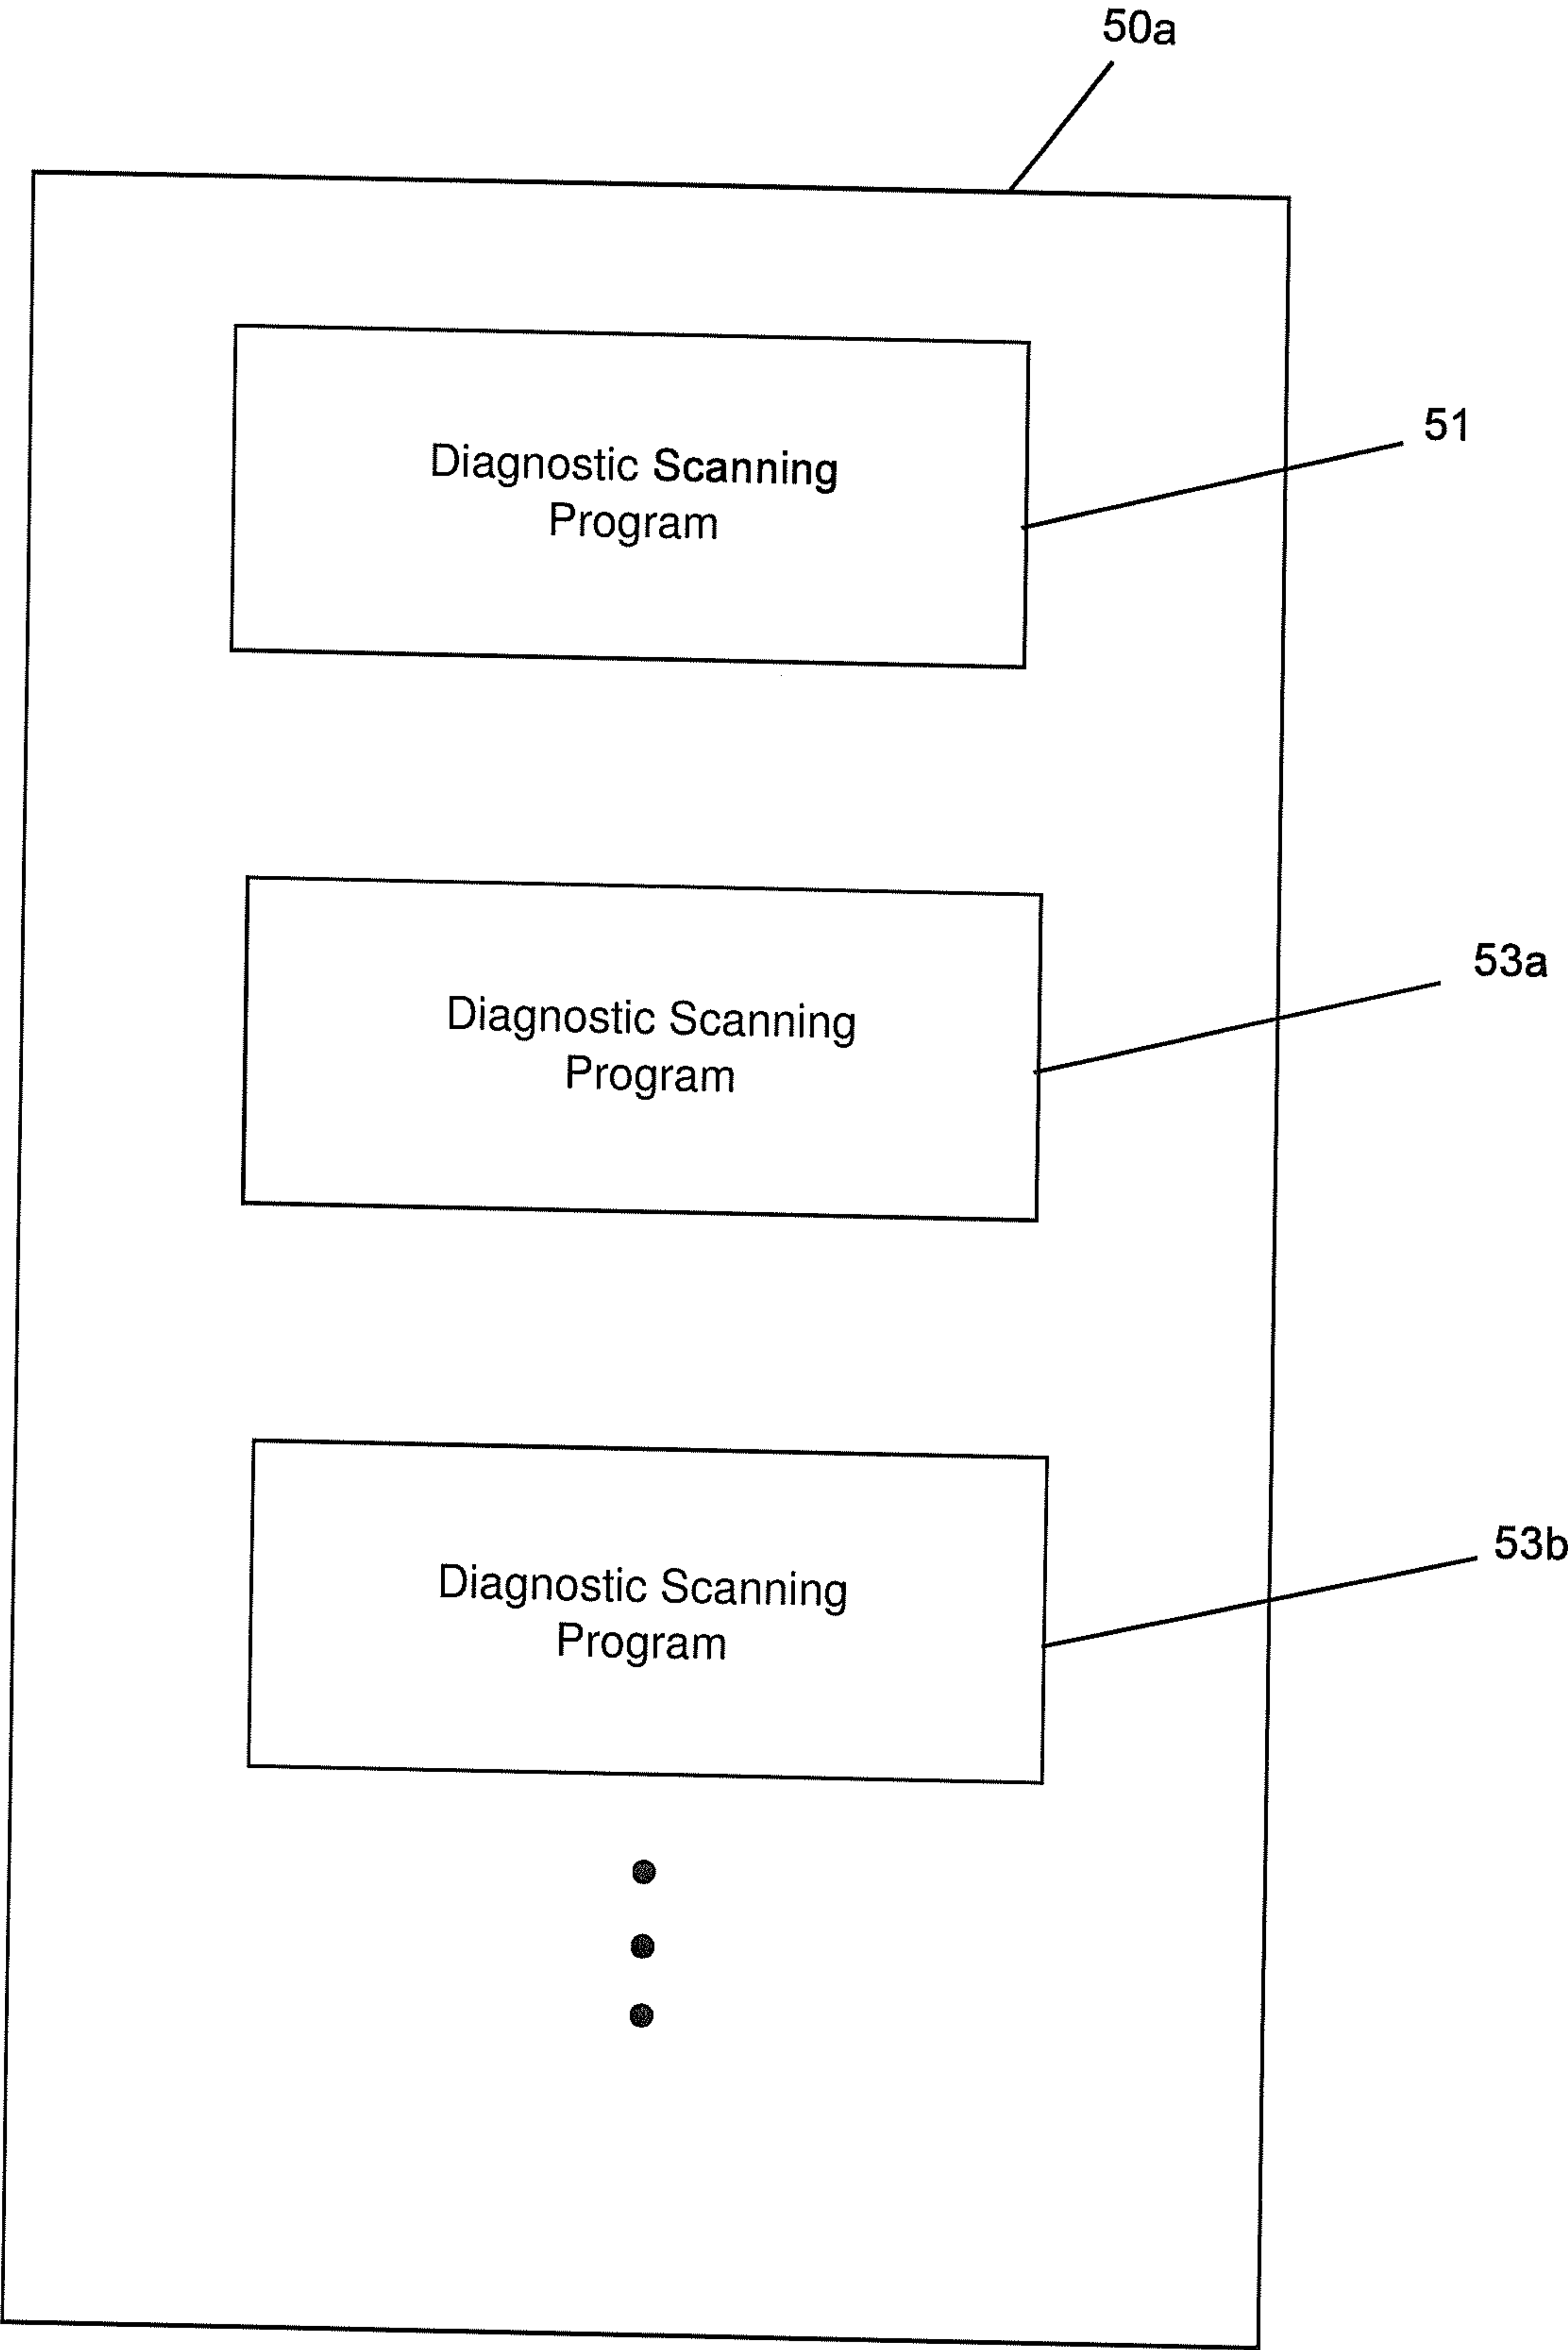 50a
Diagnostic Scanning
Program
51
Diagnostic Scanning
Program
53a
Diagnostic Scanning
Program
53b